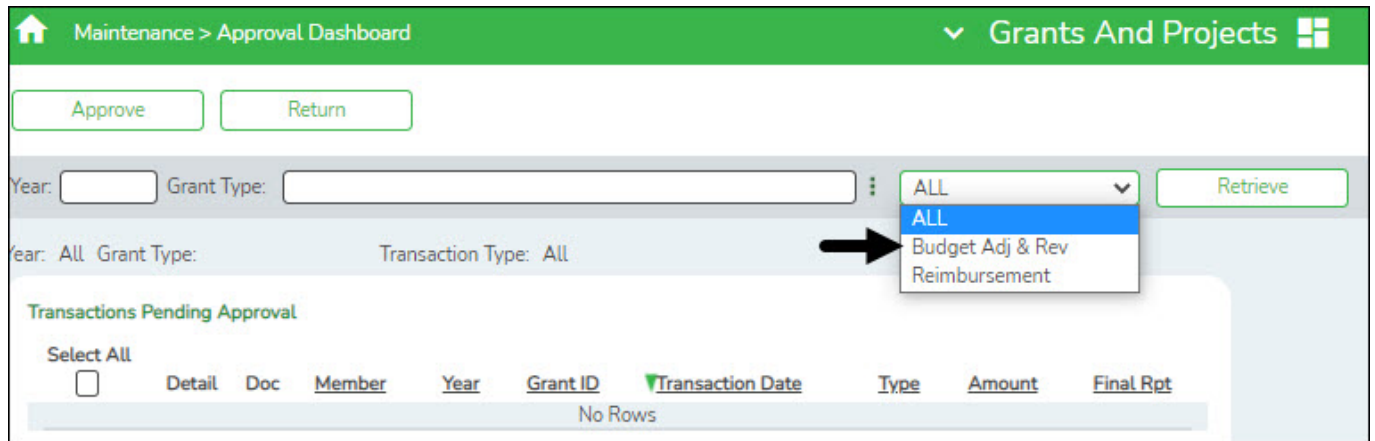 Maintenance > Approval Dashboard Grants And Projects
Approve Return
Year: Grant Type: ALL Retrieve
ALL
Budget Adj & Rev
Reimbursement
Year: All Grant Type: Transaction Type: All
Transactions Pending Approval
Select All
Detail Doc Member Year Grant ID Transaction Date Type Amount Final Rpt
No Rows